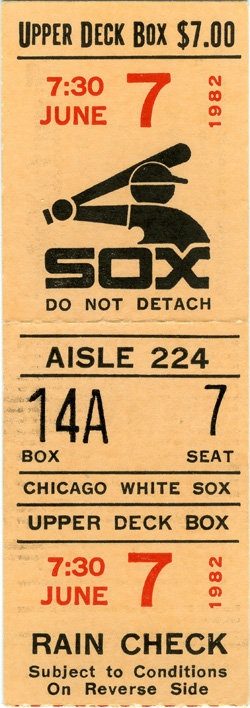 UPPER DECK BOX $7.00
7:30 JUNE 7 1982
SOX
DO NOT DETACH
AISLE 224
14A 7
BOX SEAT
CHICAGO WHITE SOX
UPPER DECK BOX
7:30 JUNE 7 1982
RAIN CHECK
Subject to Conditions
On Reverse Side